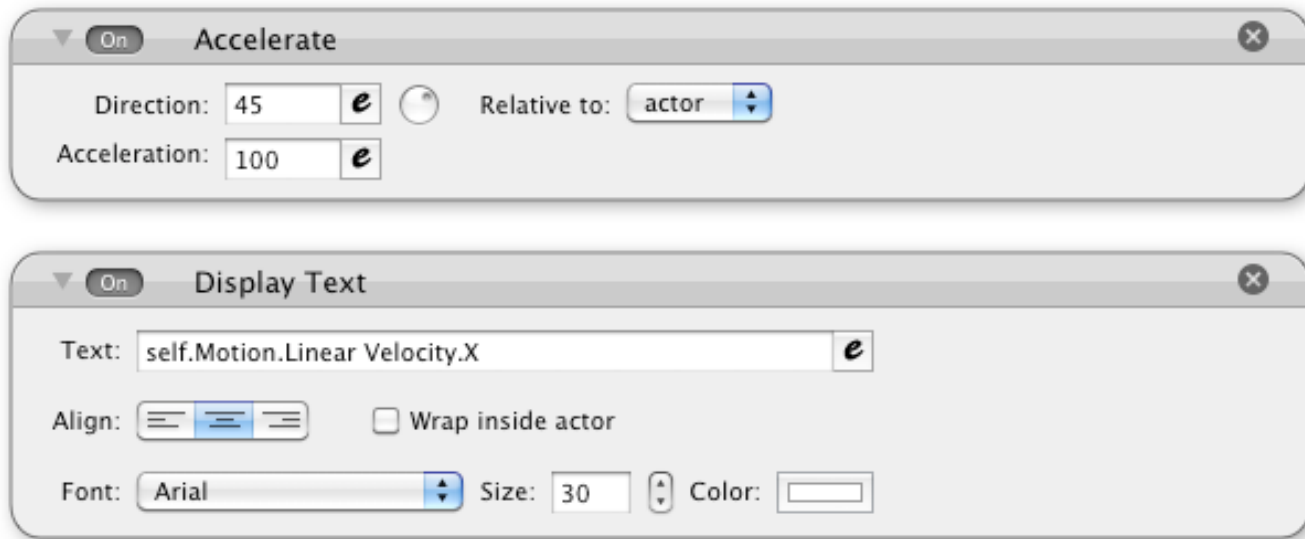 On Accelerate
Direction: 45 e Relative to: actor
Acceleration: 100 e
On Display Text
Text: self.Motion.Linear Velocity.X e
Align: Wrap inside actor
Font: Arial Size: 30 Color: